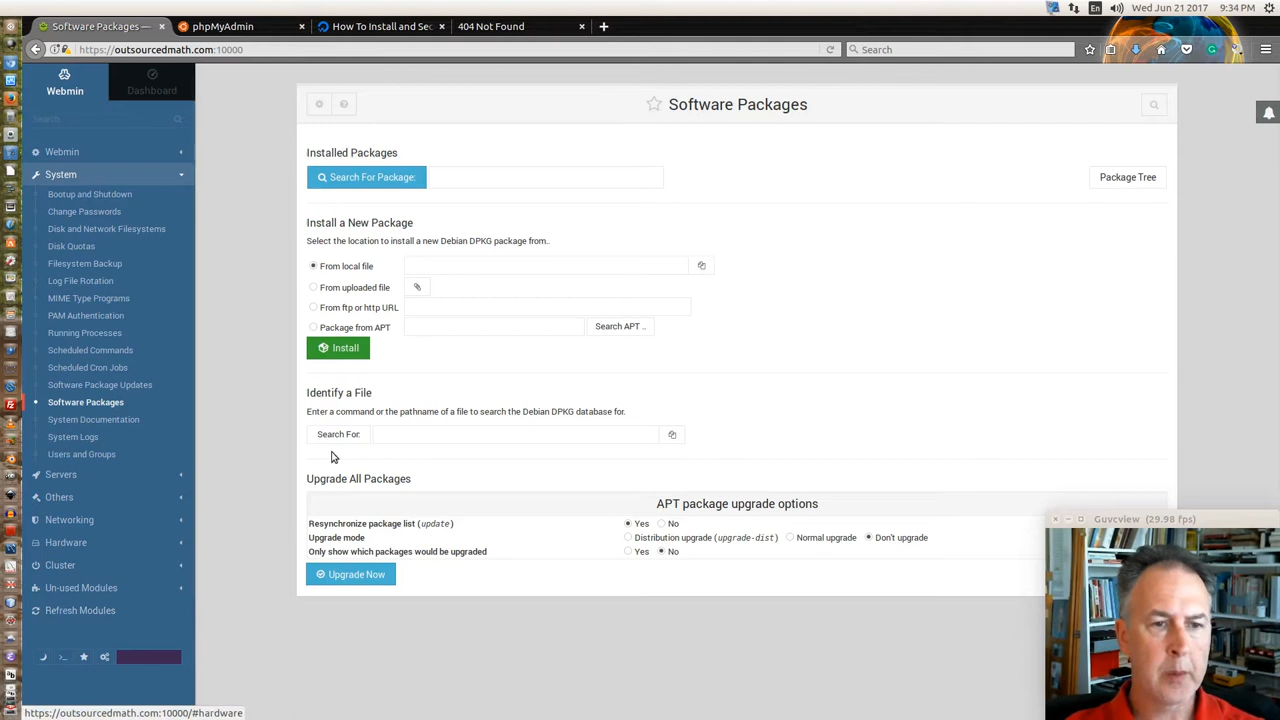 En
Wed Jun 21 2017
9:34 PM
Software Packages —
phpMyAdmin
How To Install and Sec
404 Not Found
https://outsourcedmath.com:10000
Search
Webmin
Dashboard
Search
Webmin
System
Bootup and Shutdown
Change Passwords
Disk and Network Filesystems
Disk Quotas
Filesystem Backup
Log File Rotation
MIME Type Programs
PAM Authentication
Running Processes
Scheduled Commands
Scheduled Cron Jobs
Software Package Updates
Software Packages
System Documentation
System Logs
Users and Groups
Servers
Others
Networking
Hardware
Cluster
Un-used Modules
Refresh Modules
Software Packages
Installed Packages
Search For Package:
Package Tree
Install a New Package
Select the location to install a new Debian DPKG package from..
From local file
From uploaded file
From ftp or http URL
Package from APT
Search APT ..
Install
Identify a File
Enter a command or the pathname of a file to search the Debian DPKG database for.
Search For:
Upgrade All Packages
APT package upgrade options
Resynchronize package list (update)
Yes No
Upgrade mode
Distribution upgrade (upgrade-dist) Normal upgrade Don't upgrade
Only show which packages would be upgraded
Yes No
Upgrade Now
Guvcview (29.98 fps)
https://outsourcedmath.com:10000/#hardware